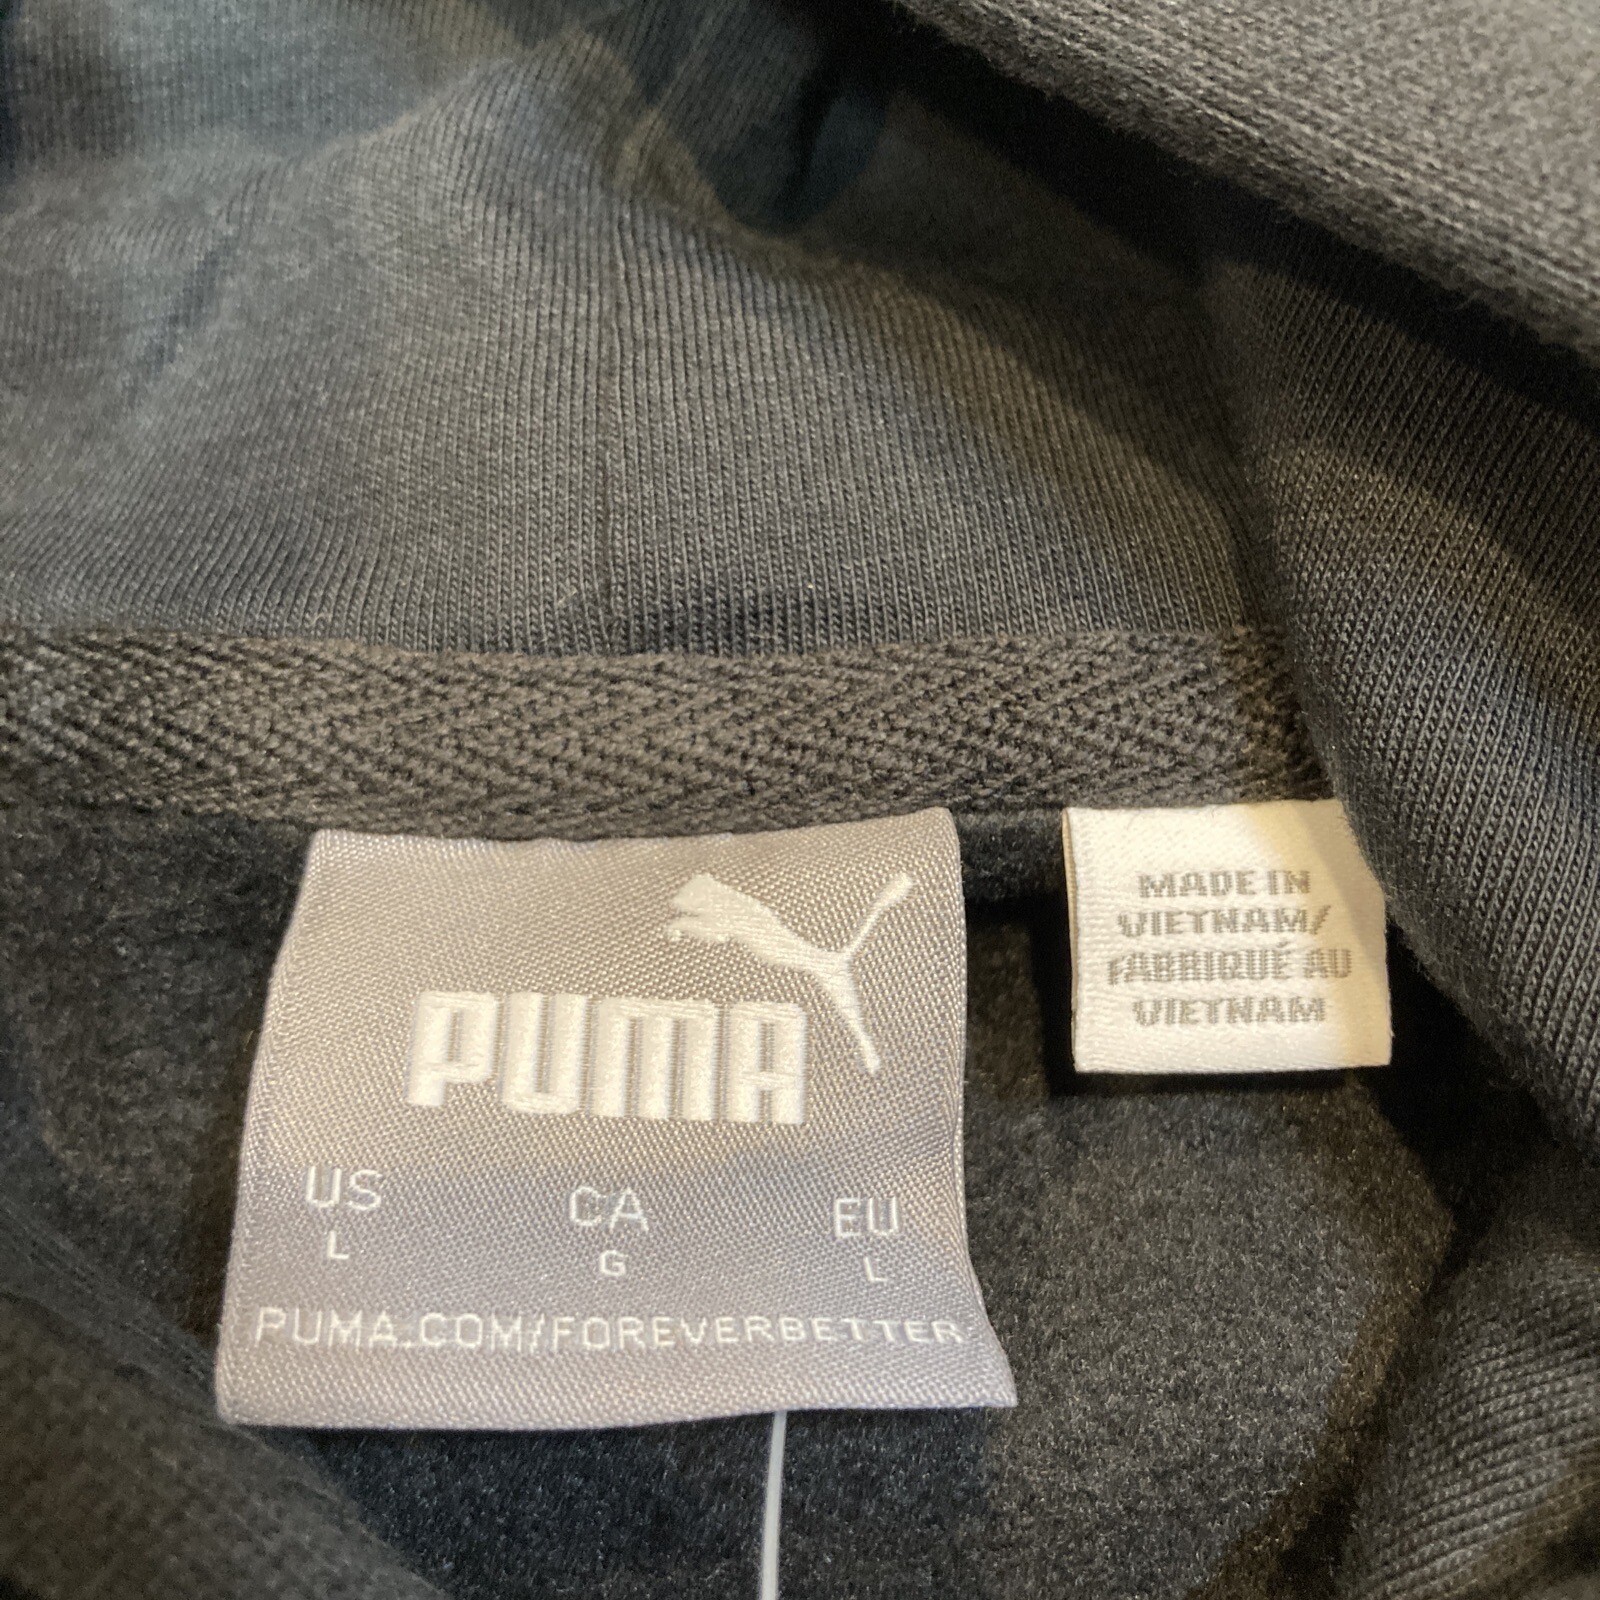 PUMA
US CA EU
L G L
PUMA.COM/FOREVERBETTER
MADE IN
VIETNAM/
FABRIQUÉ AU
VIETNAM